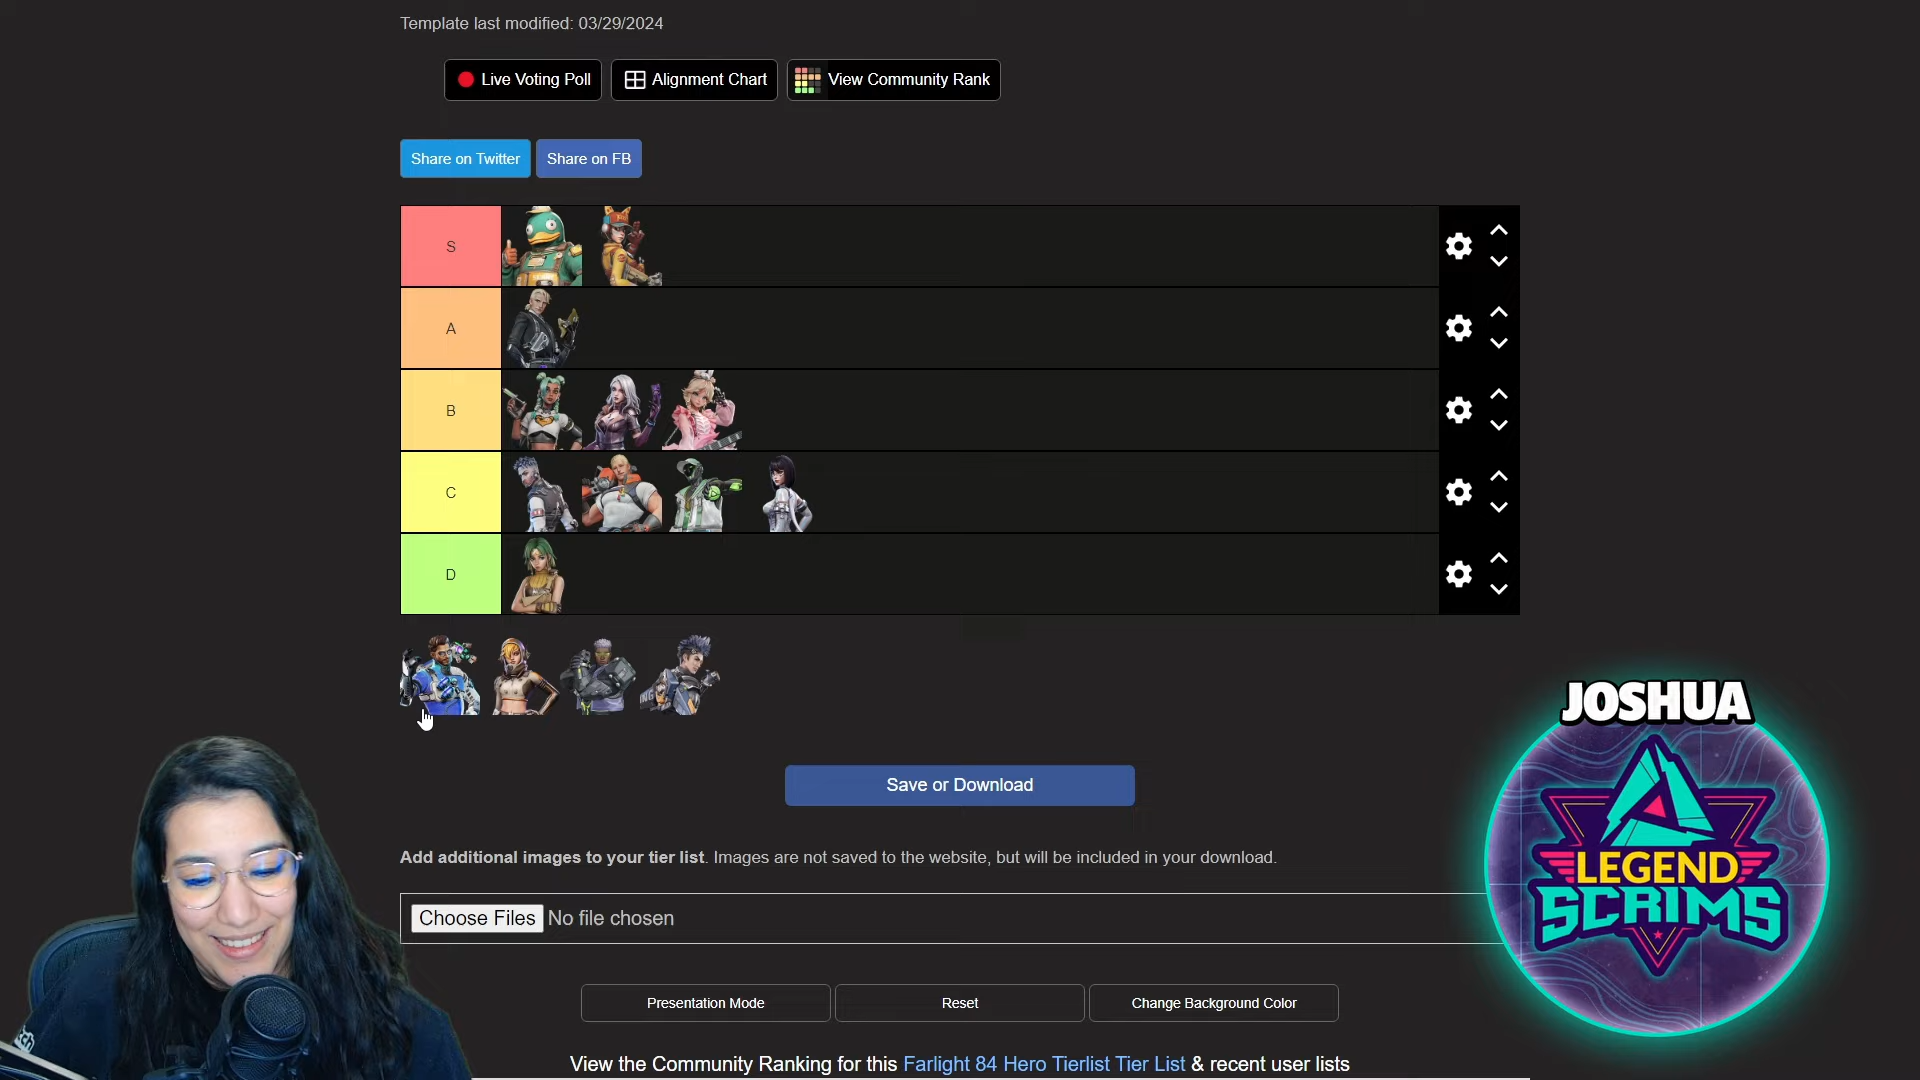 Template last modified: 03/29/2024
Live Voting Poll
Alignment Chart
View Community Rank
Share on Twitter
Share on FB
S
A
B
C
D
JOSHUA
LEGEND
SCRIMS
Save or Download
Add additional images to your tier list. Images are not saved to the website, but will be included in your download.
Choose Files No file chosen
Presentation Mode
Reset
Change Background Color
View the Community Ranking for this Farlight 84 Hero Tierlist Tier List & recent user lists